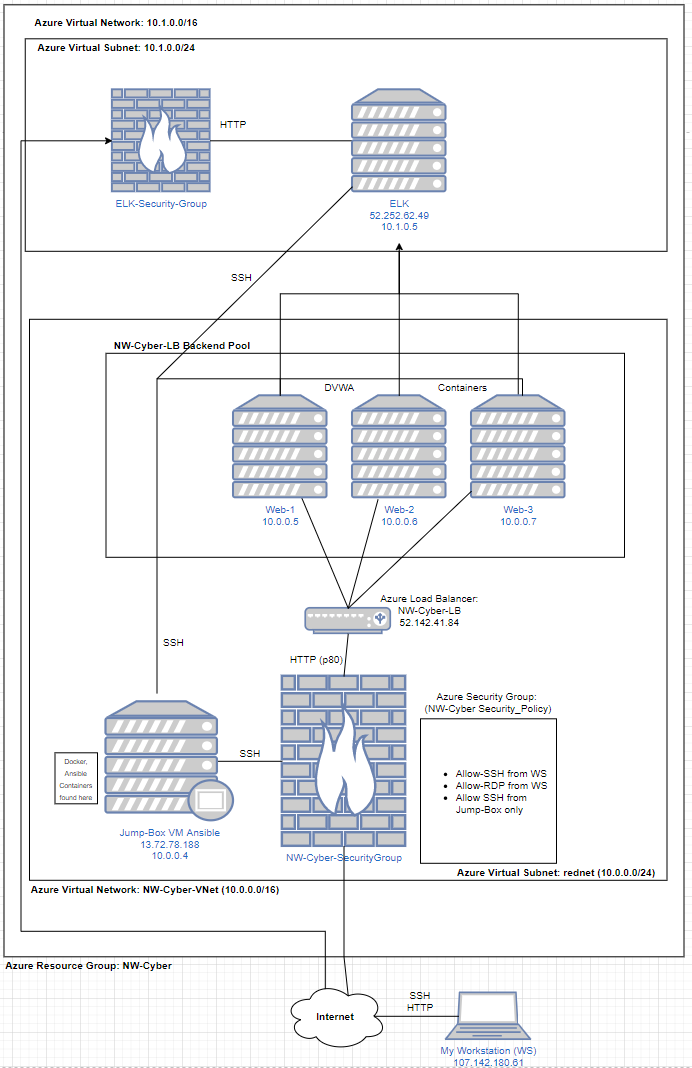 Azure Virtual Network: 10.1.0.0/16
Azure Virtual Subnet: 10.1.0.0/24
HTTP
ELK-Security-Group
ELK
52.252.62.49
10.1.0.5
SSH
NW-Cyber-LB Backend Pool
DVWA
Containers
Web-1
10.0.0.5
Web-2
10.0.0.6
Web-3
10.0.0.7
Azure Load Balancer:
NW-Cyber-LB
52.142.41.84
SSH
HTTP (p80)
Azure Security Group:
(NW-Cyber Security_Policy)
SSH
Docker,
Ansible
Containers
found here
• Allow-SSH from WS
• Allow-RDP from WS
• Allow SSH from
Jump-Box only
Jump-Box VM Ansible
13.72.78.188
10.0.0.4
NW-Cyber-SecurityGroup
Azure Virtual Subnet: rednet (10.0.0.0/24)
Azure Virtual Network: NW-Cyber-VNet (10.0.0.0/16)
Azure Resource Group: NW-Cyber
Internet
SSH
HTTP
My Workstation (WS)
107.142.180.61